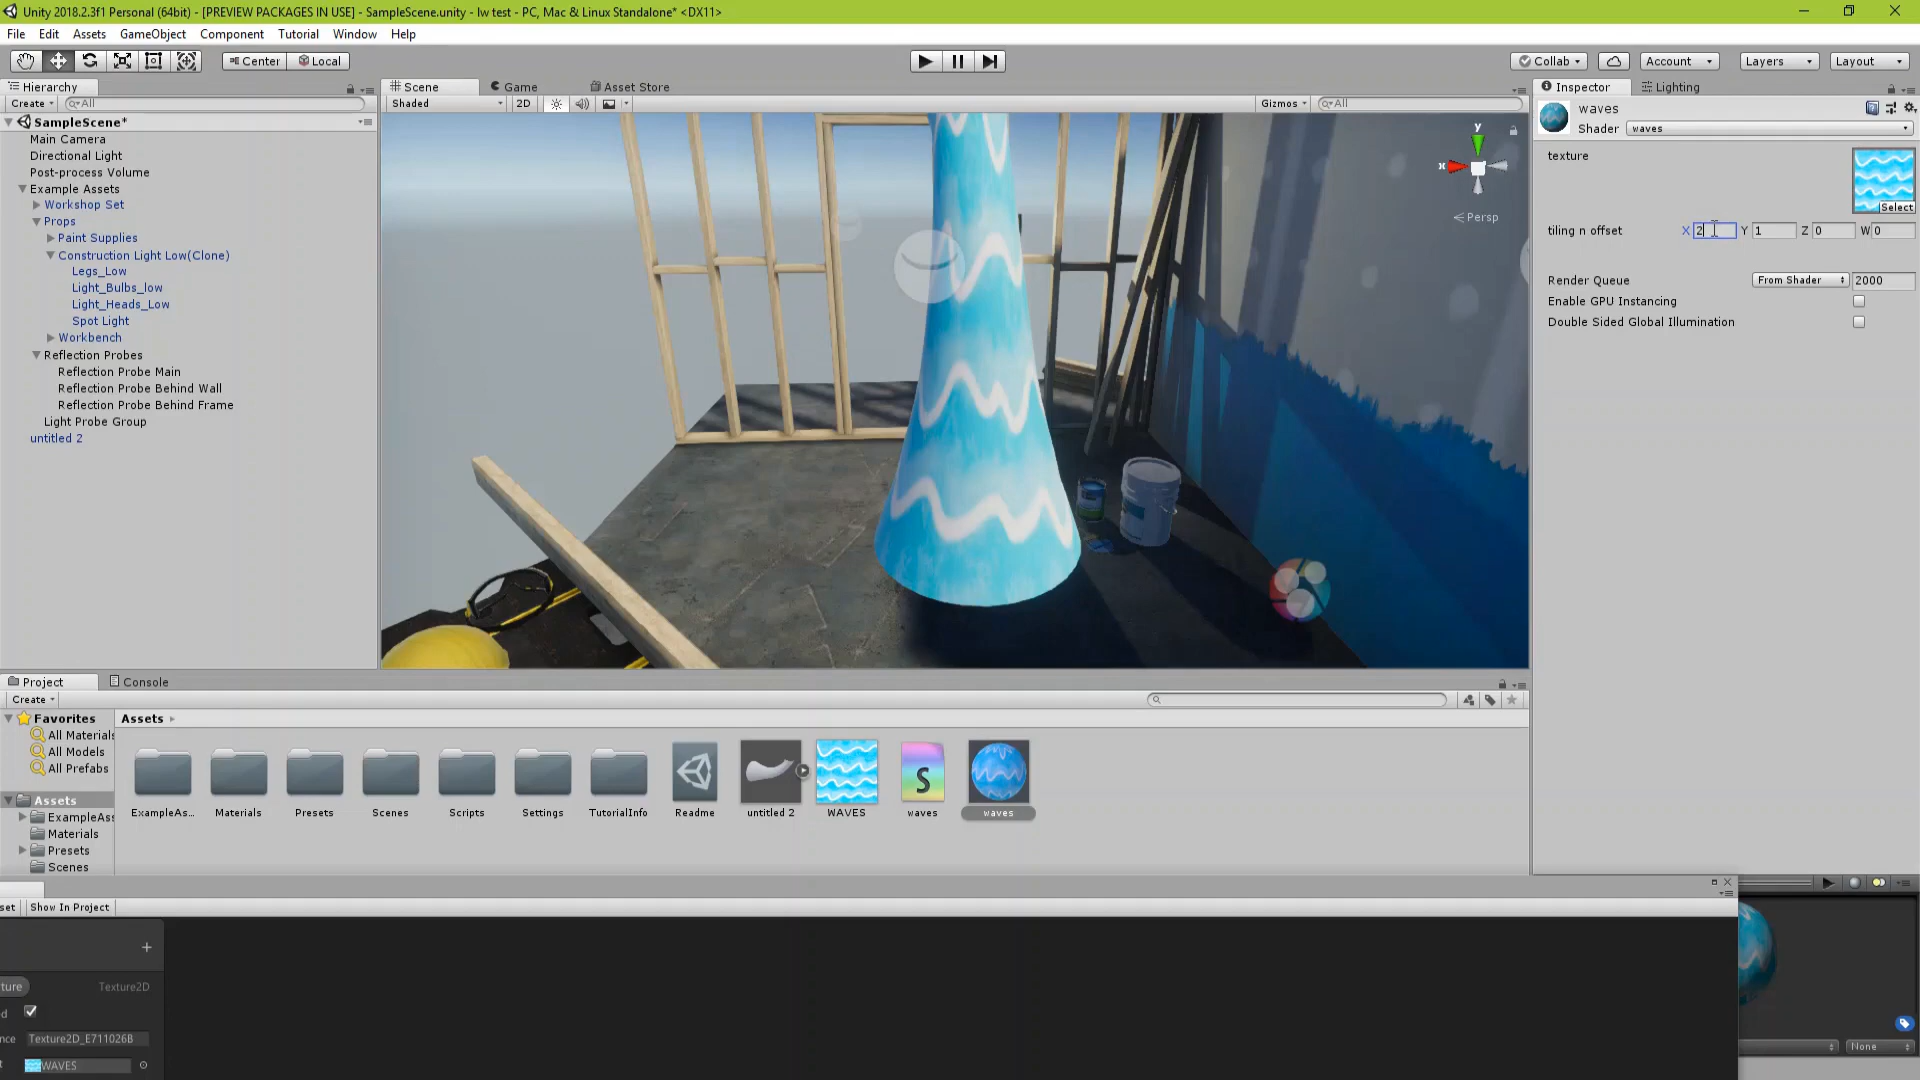 Unity 2018.2.3f1 Personal (64bit) - [PREVIEW PACKAGES IN USE] - SampleScene.unity - lw test - PC, Mac & Linux Standalone* <DX11>
File Edit Assets GameObject Component Tutorial Window Help
Center Local Collab Account Layers Layout
Hierarchy Scene Game Asset Store Inspector Lighting
Create All Shaded 2D Gizmos All waves
SampleScene* Shader waves
Main Camera
Directional Light texture
Post-process Volume
Example Assets
Workshop Set Select
Props
Paint Supplies tiling n offset X 2 Y 1 Z 0 W 0
Construction Light Low(Clone)
Legs_Low
Light_Bulbs_low Render Queue From Shader 2000
Light_Heads_Low Enable GPU Instancing
Spot Light Double Sided Global Illumination
Workbench
Reflection Probes
Reflection Probe Main
Reflection Probe Behind Wall
Reflection Probe Behind Frame
Light Probe Group
untitled 2
y
x
Persp
Project Console
Create
Favorites Assets
All Materials
All Models
All Prefabs
Assets
ExampleAss
Materials
Presets
Scenes
ExampleAs... Materials Presets Scenes Scripts Settings TutorialInfo Readme untitled 2 WAVES waves waves
S
set Show In Project
ture Texture2D
d
nce Texture2D_E711026B
t WAVES
None